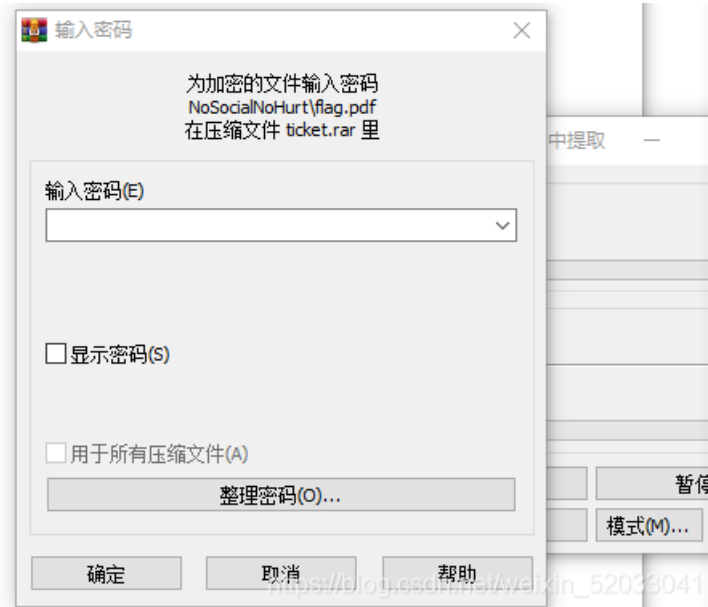 输入密码
为加密的文件输入密码
NoSocialNoHurt\flag.pdf
在压缩文件 ticket.rar 里
中提取
输入密码(E)
显示密码(S)
用于所有压缩文件(A)
整理密码(O)...
暂停
模式(M)...
确定
取消
帮助
https://blog.csdn.net/weixin_52033041